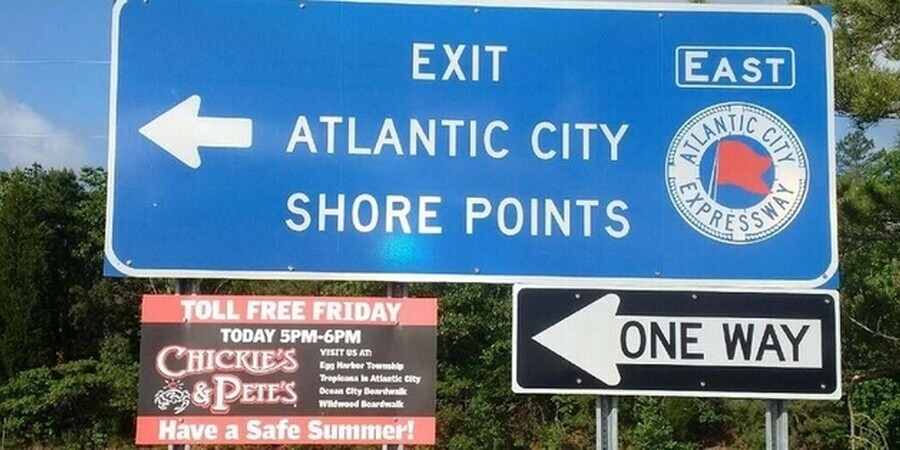 EXIT
EAST
ATLANTIC CITY
SHORE POINTS
ATLANTIC CITY
EXPRESSWAY
TOLL FREE FRIDAY
TODAY 5PM-6PM
CHICKIE'S
& PETE'S
VISIT US AT:
Egg Harbor Township
Tropicana in Atlantic City
Ocean City Boardwalk
Wildwood Boardwalk
Have a Safe Summer!
ONE WAY